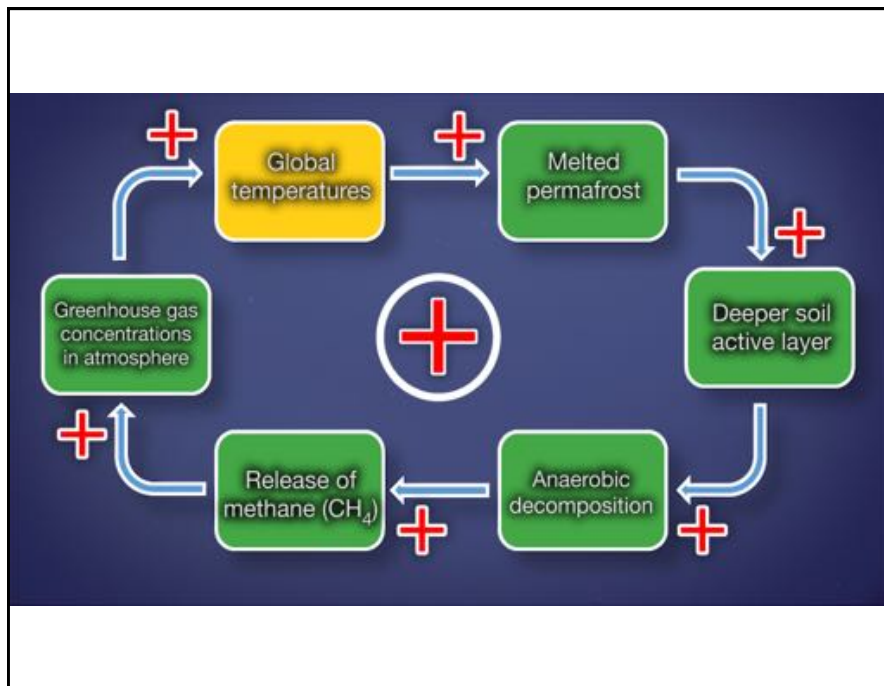 Global
temperatures
Melted
permafrost
Deeper soil
active layer
Anaerobic
decomposition
Release of
methane (CH₄)
Greenhouse gas
concentrations
in atmosphere